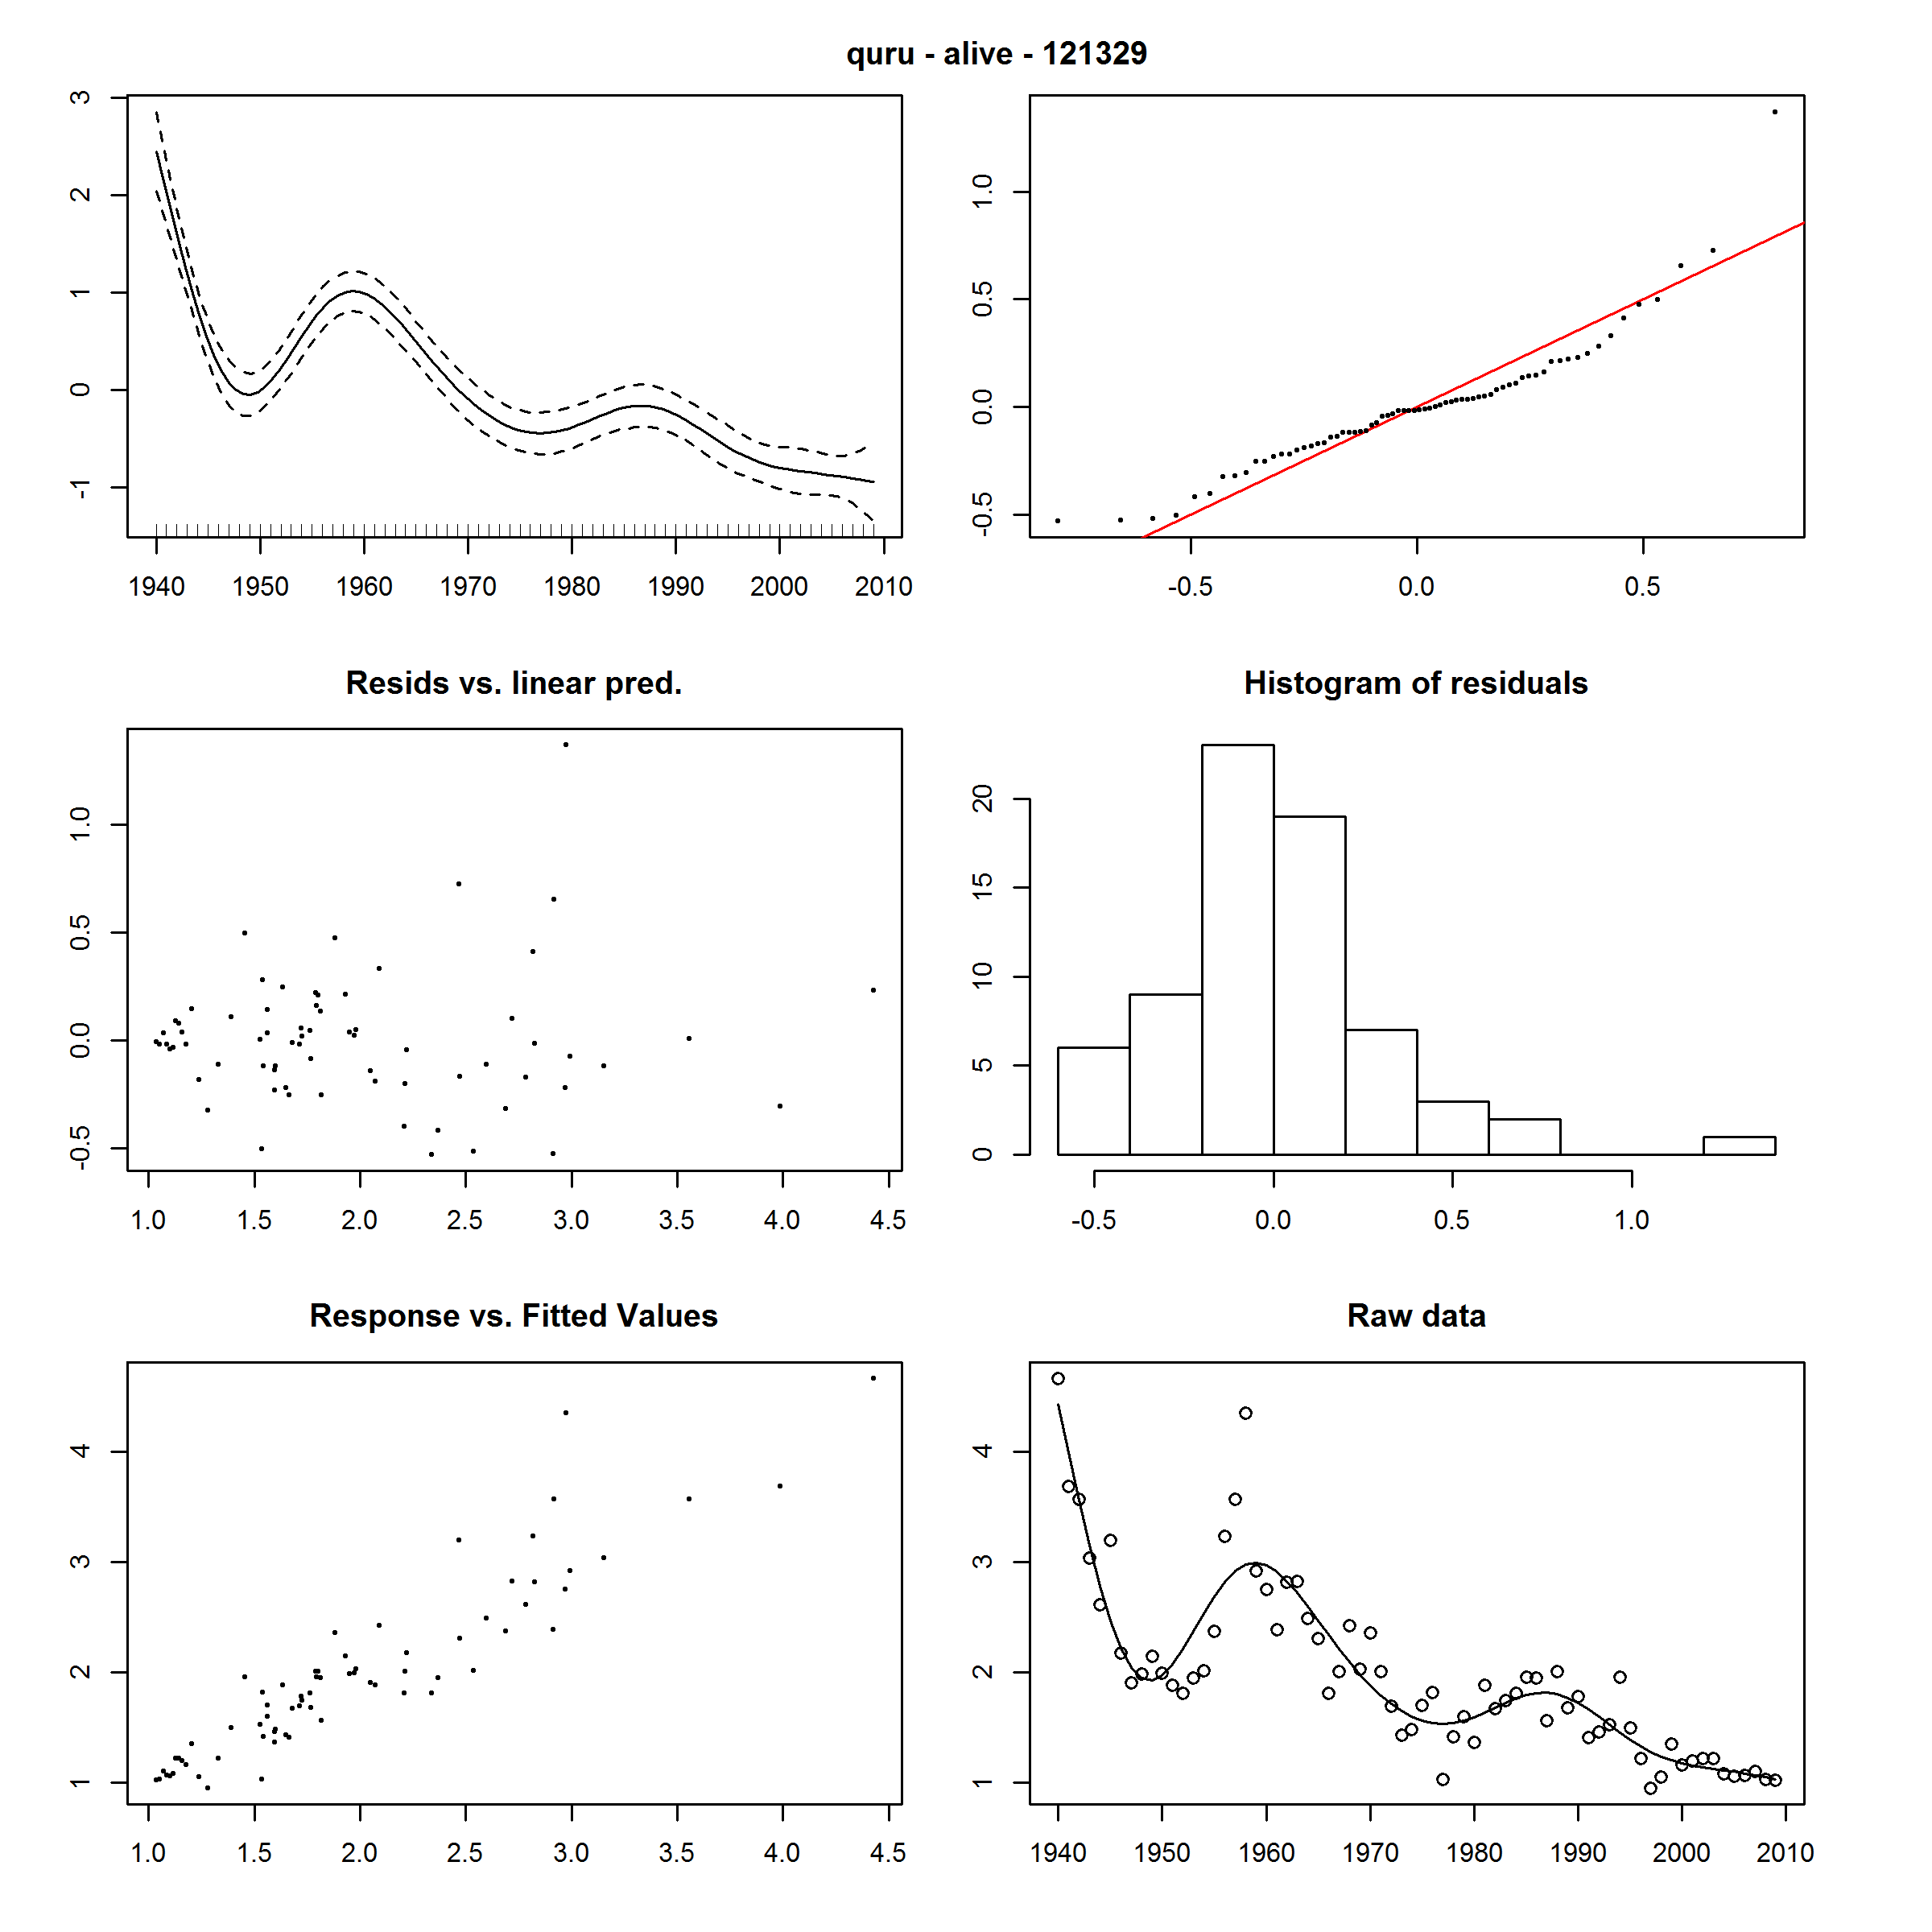 quru - alive - 121329
3
2
1
0
-1
1940 1950 1960 1970 1980 1990 2000 2010
1.0
0.5
0.0
-0.5
-0.5 0.0 0.5
Resids vs. linear pred.
1.0
0.5
0.0
-0.5
1.0 1.5 2.0 2.5 3.0 3.5 4.0 4.5
Histogram of residuals
20
15
10
5
0
-0.5 0.0 0.5 1.0
Response vs. Fitted Values
4
3
2
1
1.0 1.5 2.0 2.5 3.0 3.5 4.0 4.5
Raw data
4
3
2
1
1940 1950 1960 1970 1980 1990 2000 2010